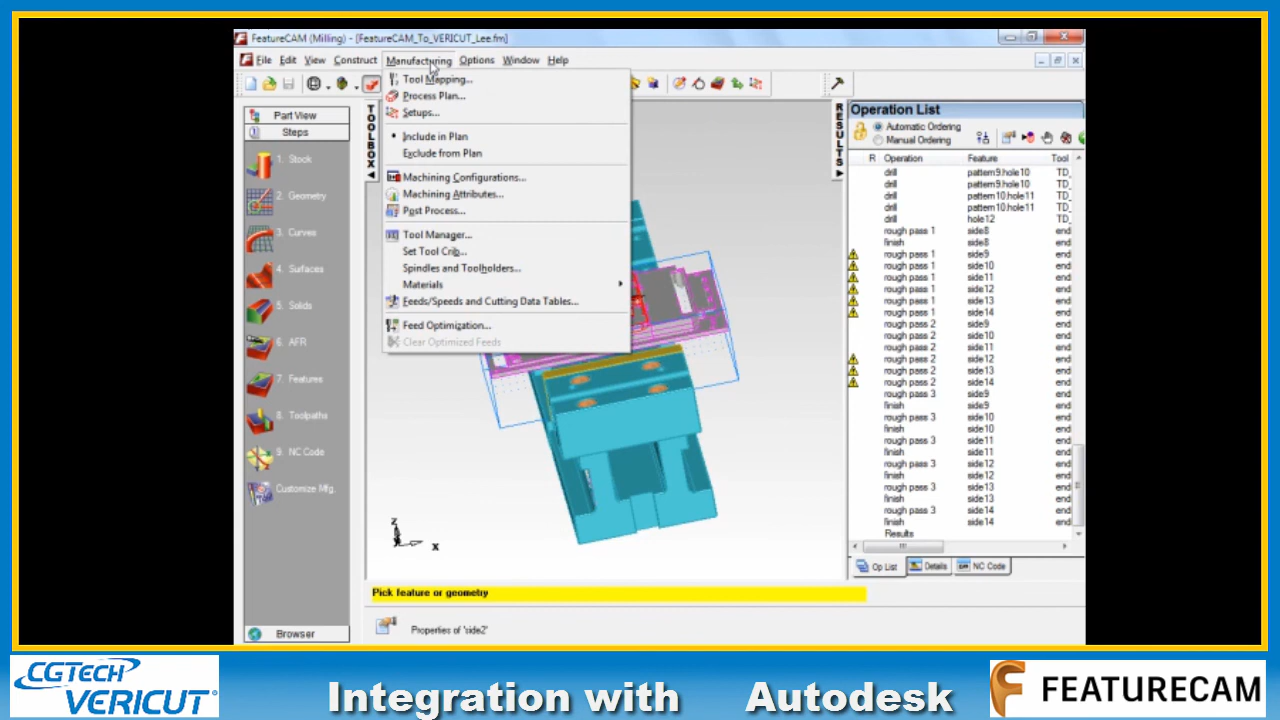 FeatureCAM (Milling) - [FeatureCAM_To_VERICUT_Lee.fm]
File Edit View Construct Manufacturing Options Window Help
Tool Mapping...
Process Plan...
Setups...
Include in Plan
Exclude from Plan
Machining Configurations...
Machining Attributes...
Post Process...
Tool Manager...
Set Tool Crib...
Spindles and Toolholders...
Materials
Feeds/Speeds and Cutting Data Tables...
Feed Optimization...
Clear Optimized Feeds
Part View
Steps
1. Stock
2. Geometry
3. Curves
4. Surfaces
5. Solids
6. AFR
7. Features
8. Toolpaths
9. NC Code
Customize Mfg.
Browser
TOOLBOX
RESULTS
Z
X
Operation List
Automatic Ordering
Manual Ordering
R Operation Feature Tool
drill pattern9.hole10 TD_
drill pattern9.hole10 TD_
drill pattern10.hole11 TD_
drill pattern10.hole11 TD_
drill hole12 TD_
rough pass 1 side8 end
finish side8 end
rough pass 1 side9 end
rough pass 1 side10 end
rough pass 1 side11 end
rough pass 1 side12 end
rough pass 1 side13 end
rough pass 1 side14 end
rough pass 2 side9 end
rough pass 2 side10 end
rough pass 2 side11 end
rough pass 2 side12 end
rough pass 2 side13 end
rough pass 2 side14 end
rough pass 3 side9 end
finish side9 end
rough pass 3 side10 end
finish side10 end
rough pass 3 side11 end
finish side11 end
rough pass 3 side12 end
finish side12 end
rough pass 3 side13 end
finish side13 end
rough pass 3 side14 end
finish side14 end
Results
Op List Details NC Code
Pick feature or geometry
Properties of 'side2'
CGTECH
VERICUT®
Integration with Autodesk
FEATURECAM